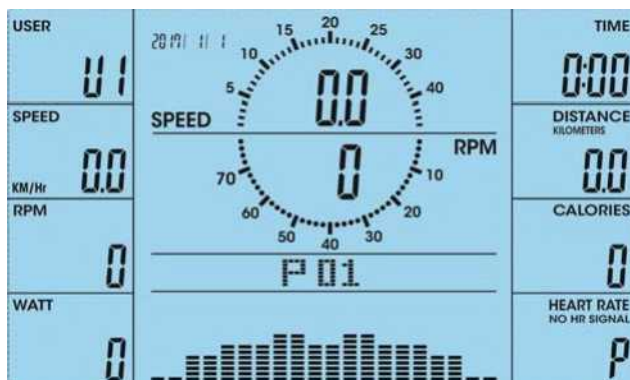 USER
U1
SPEED
KM/Hr 0.0
RPM
0
WATT
0
2017/ 1/ 1
5 10 15 20 25 30 40
SPEED 0.0
RPM 0
70 60 50 40 30 20 10
P 01
TIME
0:00
DISTANCE
KILOMETERS
0.0
CALORIES
0
HEART RATE
NO HR SIGNAL
P